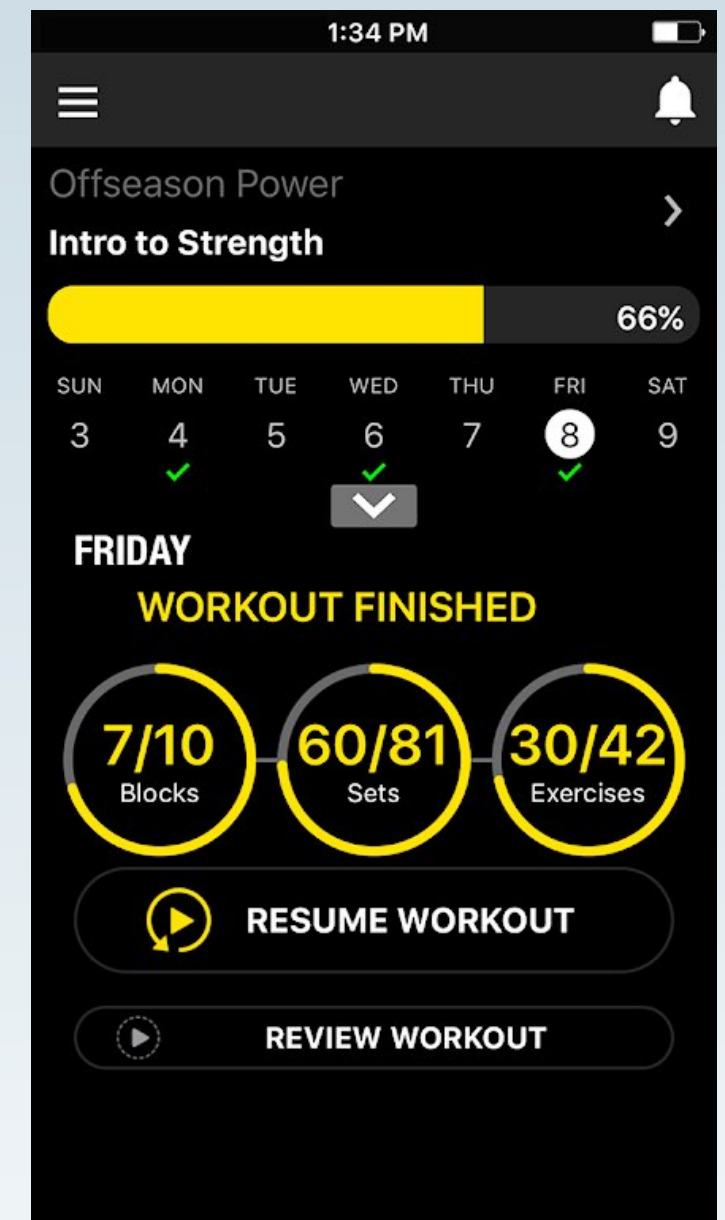 1:34 PM
Offseason Power
Intro to Strength
66%
SUN MON TUE WED THU FRI SAT
3 4 5 6 7 8 9
FRIDAY
WORKOUT FINISHED
7/10 60/81 30/42
Blocks Sets Exercises
RESUME WORKOUT
REVIEW WORKOUT